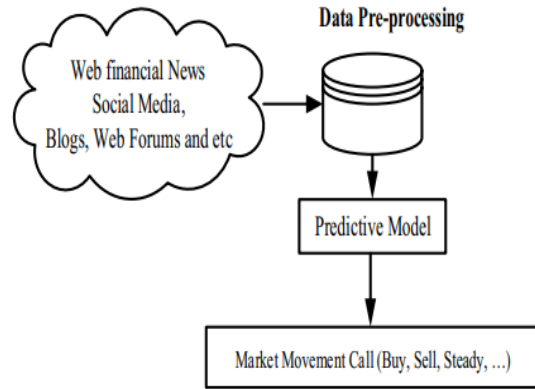 Data Pre-processing
Web financial News
Social Media,
Blogs, Web Forums and etc
Predictive Model
Market Movement Call (Buy, Sell, Steady, ...)